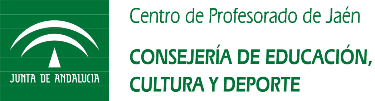 Centro de Profesorado de Jaén
CONSEJERÍA DE EDUCACIÓN,
CULTURA Y DEPORTE
JUNTA DE ANDALUCIA